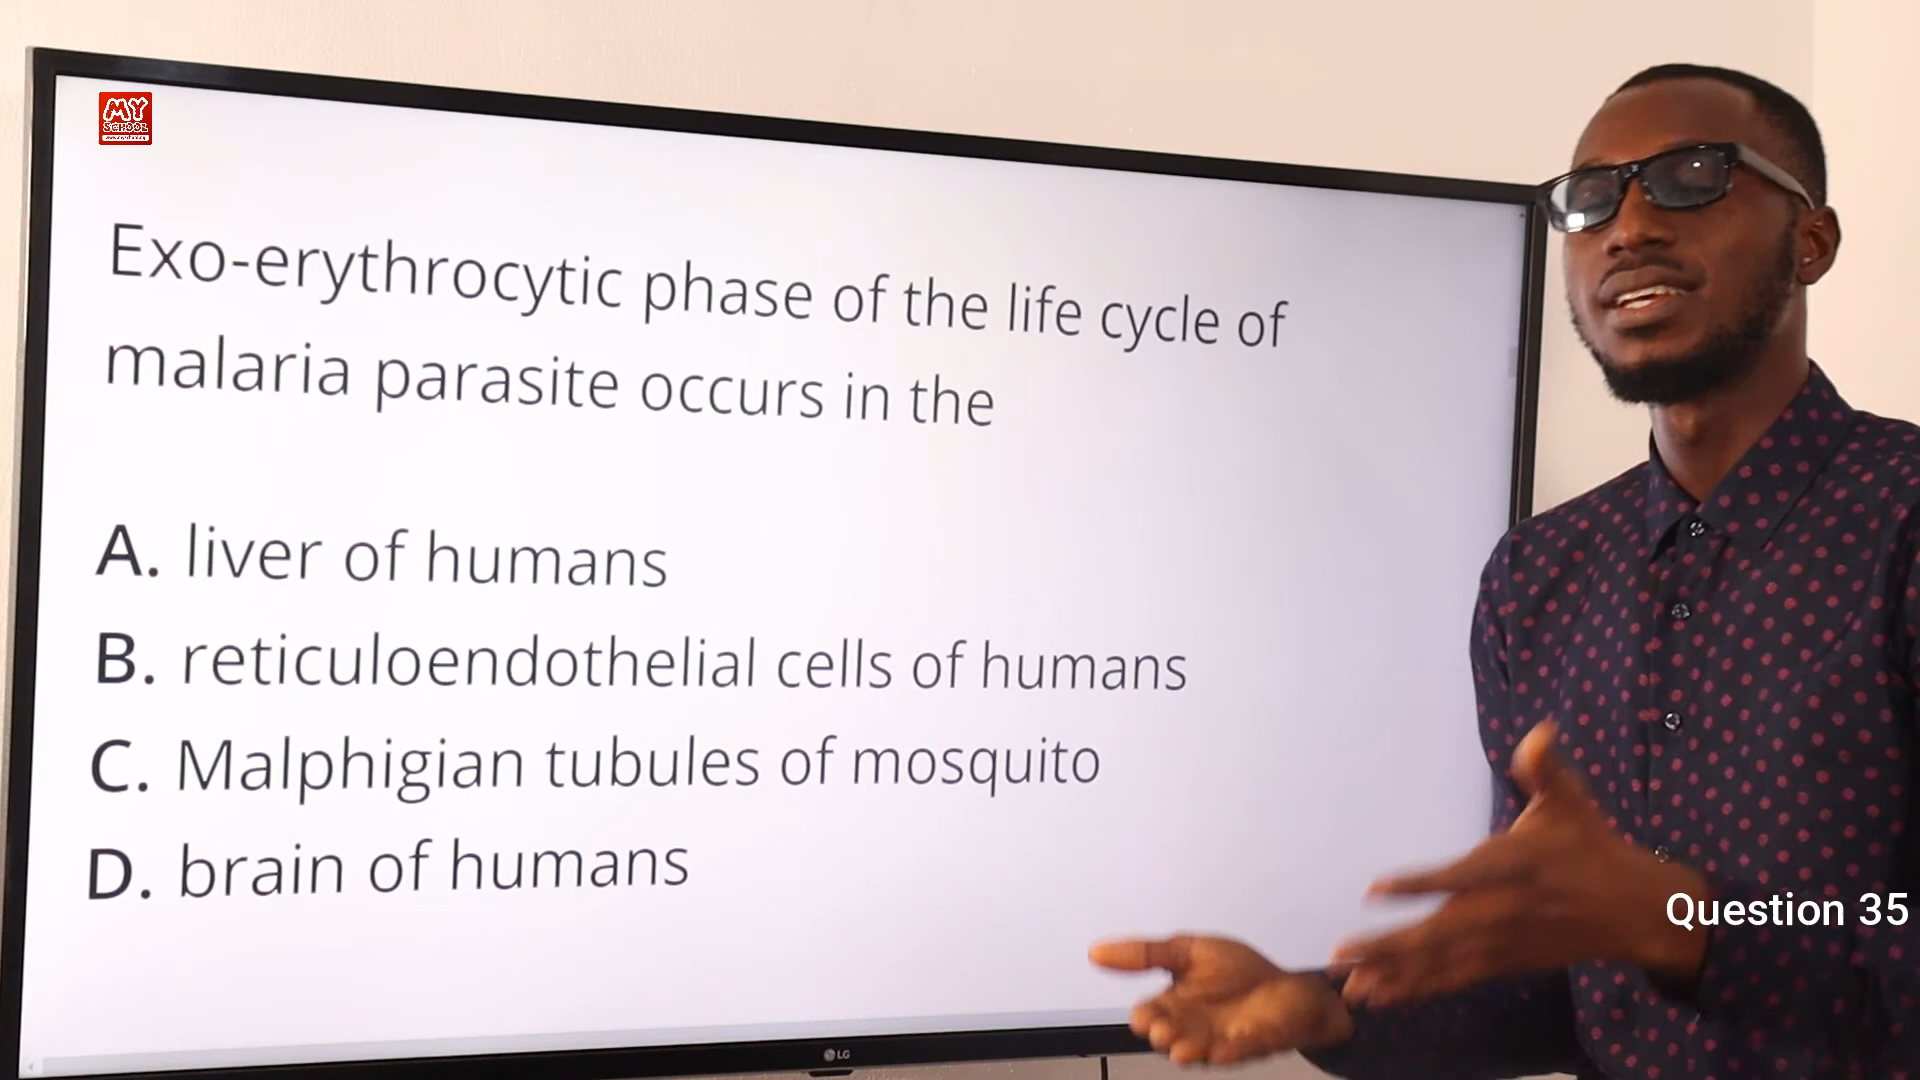 MY
SCHOOL
Exo-erythrocytic phase of the life cycle of
malaria parasite occurs in the
A. liver of humans
B. reticuloendothelial cells of humans
C. Malphigian tubules of mosquito
D. brain of humans
Question 35
LG